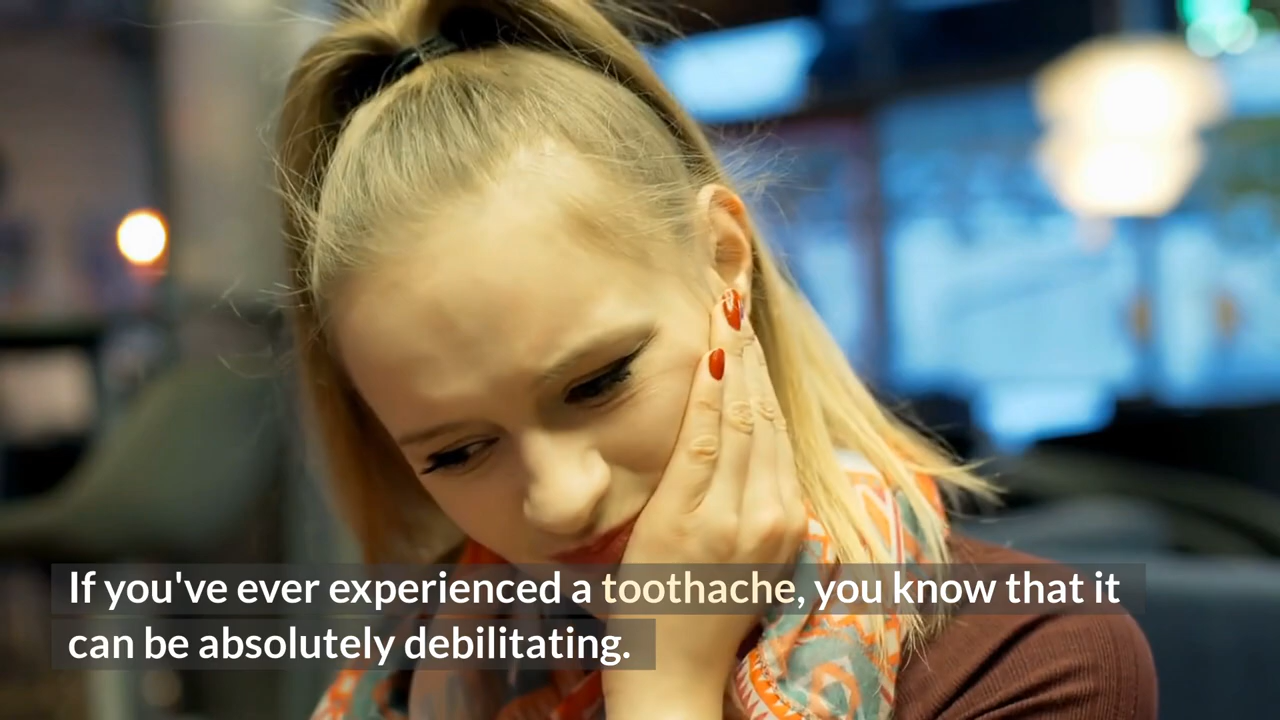 If you've ever experienced a toothache, you know that it
can be absolutely debilitating.